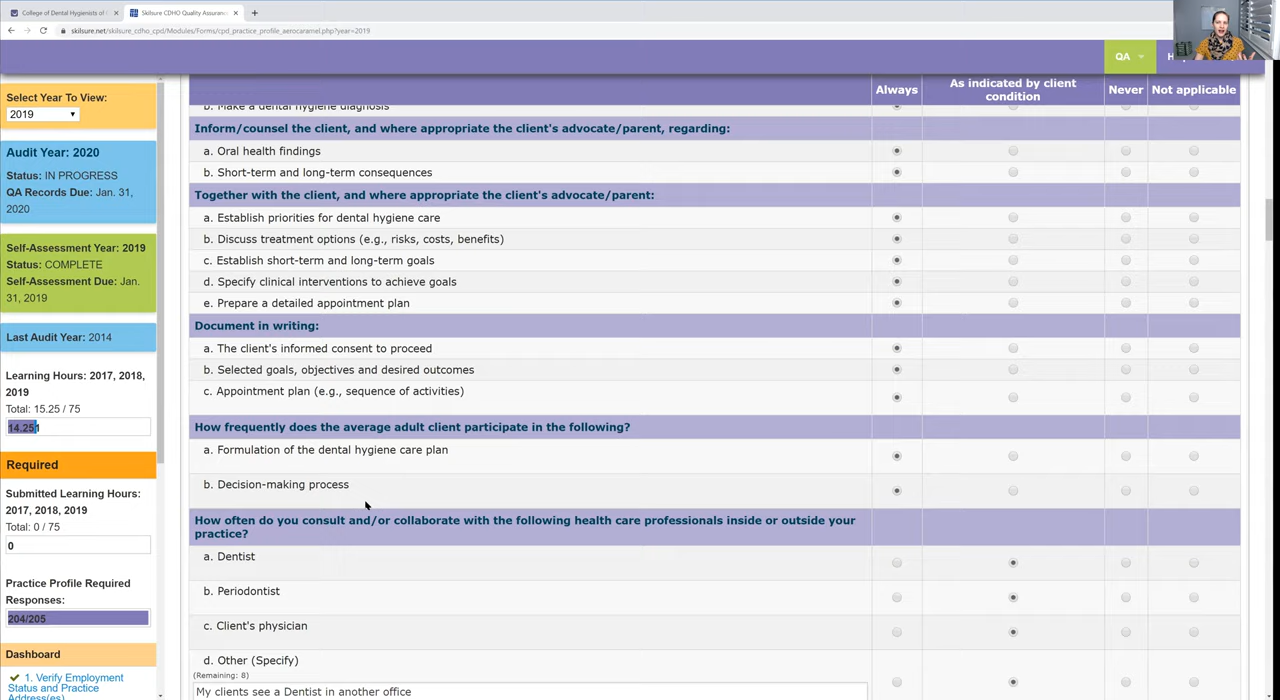 College of Dental Hygienists of
Skilsure CDHO Quality Assuranc
skilsure.net/skilsure_cdho_cpd/Modules/Forms/cpd_practice_profile_aerocaramel.php?year=2019
QA
Select Year To View:
2019
Audit Year: 2020
Status: IN PROGRESS
QA Records Due: Jan. 31,
2020
Self-Assessment Year: 2019
Status: COMPLETE
Self-Assessment Due: Jan.
31, 2019
Last Audit Year: 2014
Learning Hours: 2017, 2018,
2019
Total: 15.25 / 75
14.25 1
Required
Submitted Learning Hours:
2017, 2018, 2019
Total: 0 / 75
0
Practice Profile Required
Responses:
204/205
Dashboard
1. Verify Employment
Status and Practice
Address(es)
Always
As indicated by client
condition
Never
Not applicable
b. Make a dental hygiene diagnosis
Inform/counsel the client, and where appropriate the client's advocate/parent, regarding:
a. Oral health findings
b. Short-term and long-term consequences
Together with the client, and where appropriate the client's advocate/parent:
a. Establish priorities for dental hygiene care
b. Discuss treatment options (e.g., risks, costs, benefits)
c. Establish short-term and long-term goals
d. Specify clinical interventions to achieve goals
e. Prepare a detailed appointment plan
Document in writing:
a. The client's informed consent to proceed
b. Selected goals, objectives and desired outcomes
c. Appointment plan (e.g., sequence of activities)
How frequently does the average adult client participate in the following?
a. Formulation of the dental hygiene care plan
b. Decision-making process
How often do you consult and/or collaborate with the following health care professionals inside or outside your
practice?
a. Dentist
b. Periodontist
c. Client's physician
d. Other (Specify)
(Remaining: 8)
My clients see a Dentist in another office